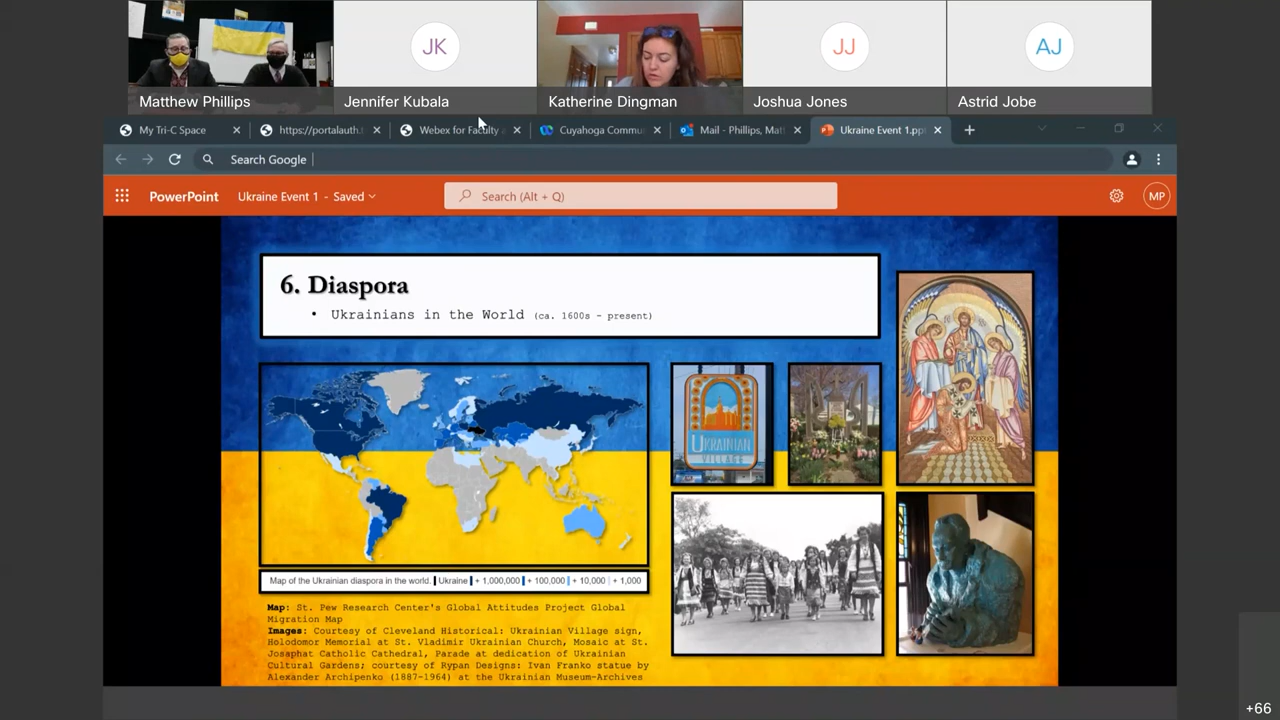 JK
JJ
AJ
Matthew Phillips
Jennifer Kubala
Katherine Dingman
Joshua Jones
Astrid Jobe
My Tri-C Space
https://portalauth.
Webex for Faculty
Cuyahoga Commu
Mail - Phillips, Mat
Ukraine Event 1.pp
Search Google
PowerPoint
Ukraine Event 1 - Saved
Search (Alt + Q)
MP
6. Diaspora
• Ukrainians in the World (ca. 1600s - present)
UKRAINIAN
VILLAGE
Map of the Ukrainian diaspora in the world. Ukraine + 1,000,000 + 100,000 + 10,000 + 1,000
Map: St. Pew Research Center's Global Attitudes Project Global
Migration Map
Images: Courtesy of Cleveland Historical: Ukrainian Village sign,
Holodomor Memorial at St. Vladimir Ukrainian Church, Mosaic at St.
Josaphat Catholic Cathedral, Parade at dedication of Ukrainian
Cultural Gardens; courtesy of Rypan Designs: Ivan Franko statue by
Alexander Archipenko (1887-1964) at the Ukrainian Museum-Archives
+66